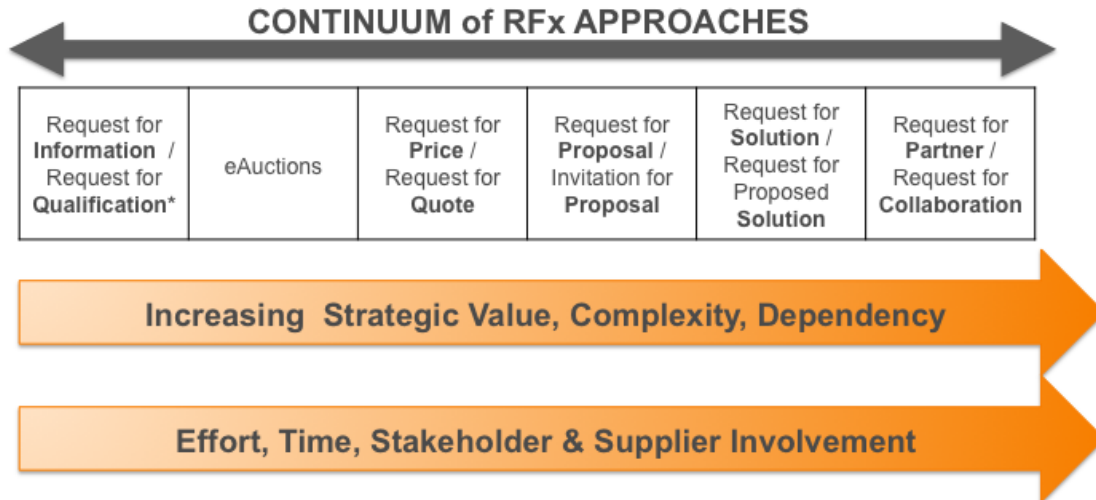 CONTINUUM of RFx APPROACHES
Request for
Information /
Request for
Qualification*
eAuctions
Request for
Price /
Request for
Quote
Request for
Proposal /
Invitation for
Proposal
Request for
Solution /
Request for
Proposed
Solution
Request for
Partner /
Request for
Collaboration
Increasing Strategic Value, Complexity, Dependency
Effort, Time, Stakeholder & Supplier Involvement